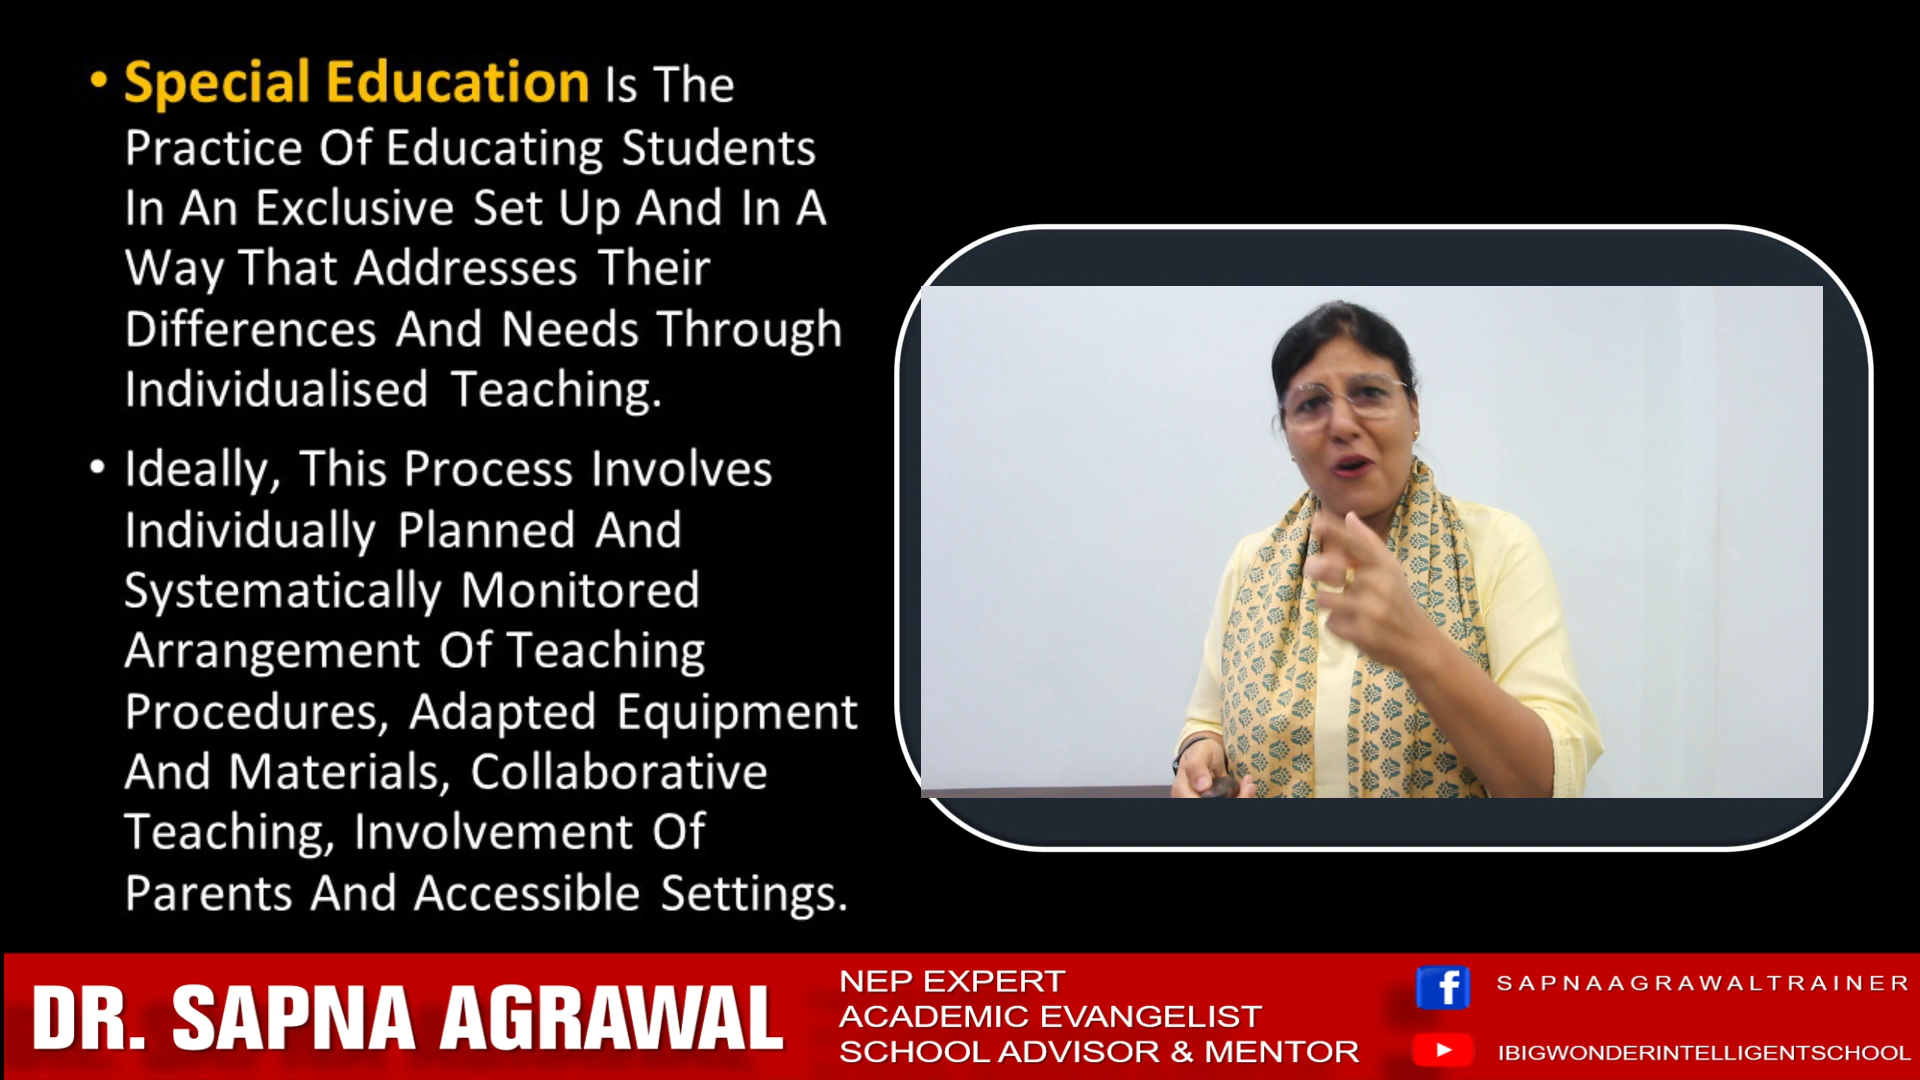 • Special Education Is The
Practice Of Educating Students
In An Exclusive Set Up And In A
Way That Addresses Their
Differences And Needs Through
Individualised Teaching.
• Ideally, This Process Involves
Individually Planned And
Systematically Monitored
Arrangement Of Teaching
Procedures, Adapted Equipment
And Materials, Collaborative
Teaching, Involvement Of
Parents And Accessible Settings.
DR. SAPNA AGRAWAL
NEP EXPERT
ACADEMIC EVANGELIST
SCHOOL ADVISOR & MENTOR
f SAPNAAGRAWALTRAINER
IBIGWONDERINTELLIGENTSCHOOL